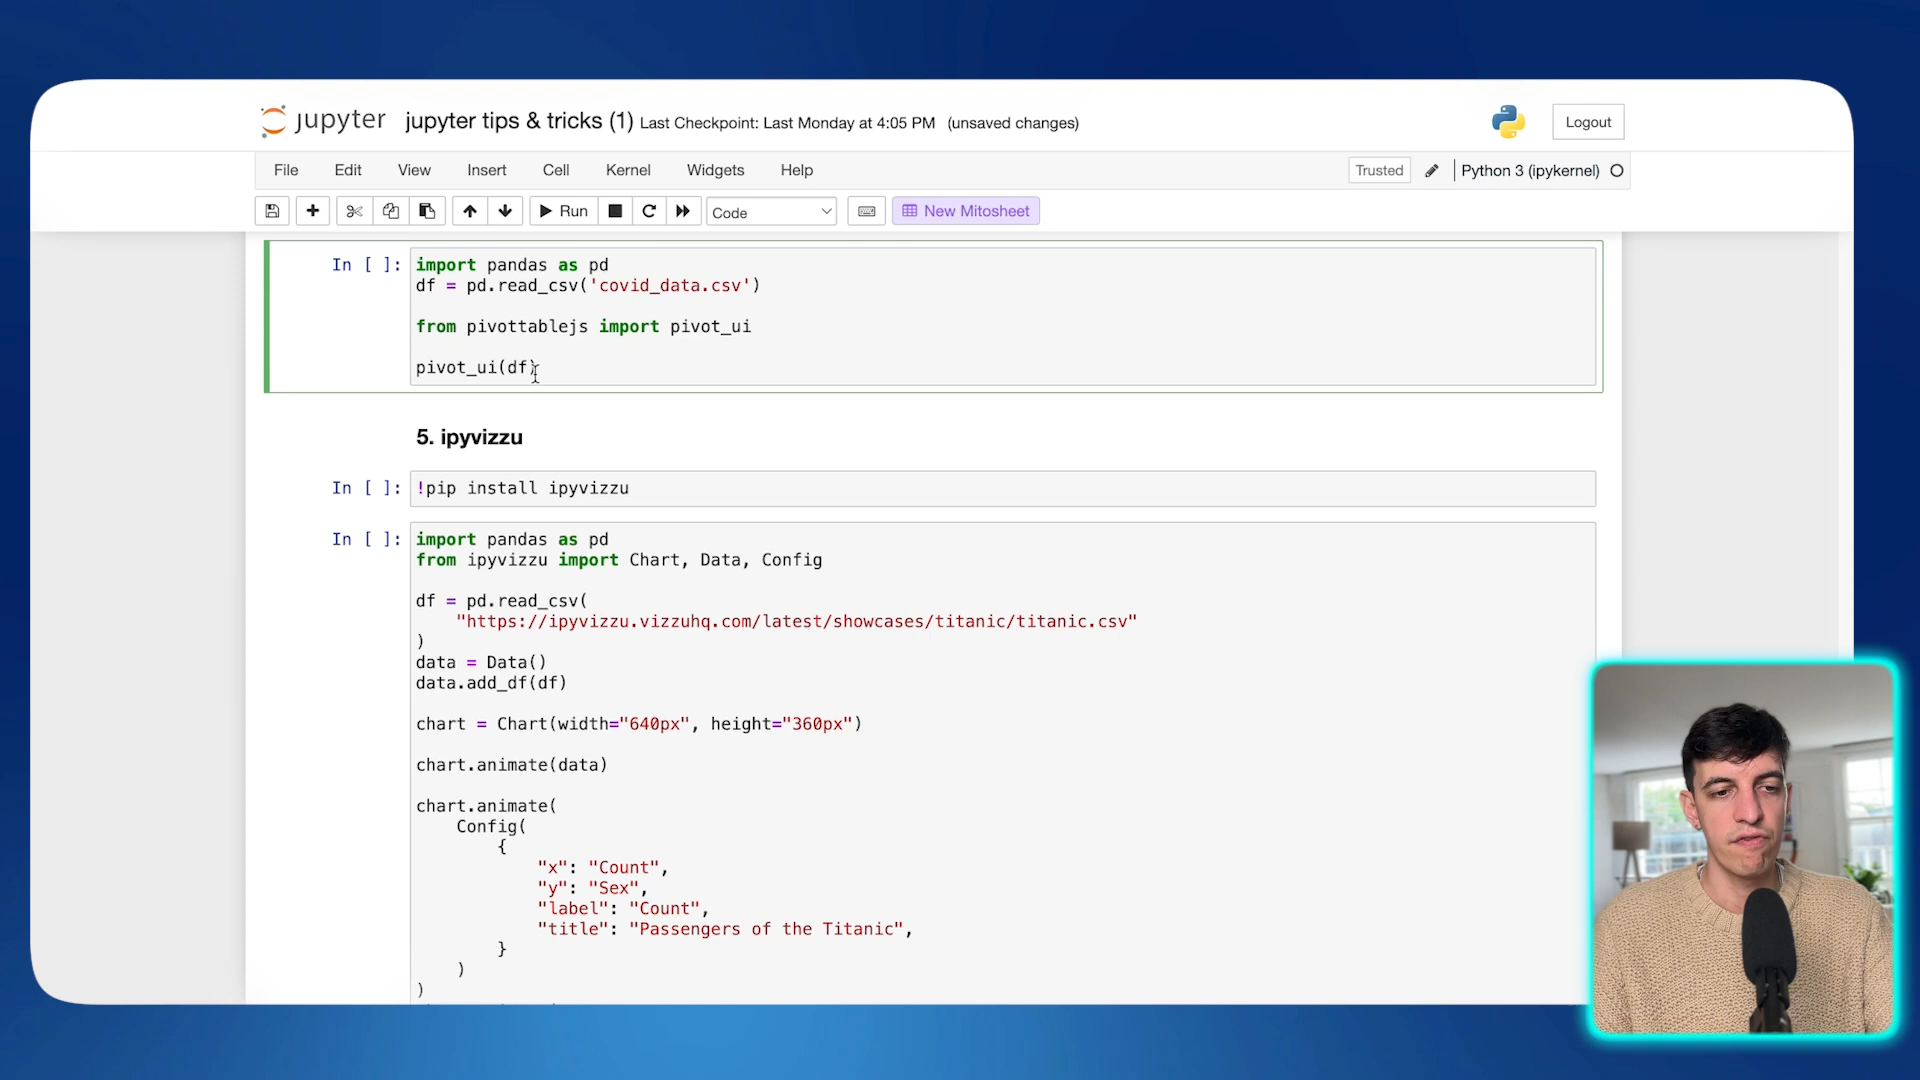 jupyter jupyter tips & tricks (1) Last Checkpoint: Last Monday at 4:05 PM (unsaved changes) Logout
File Edit View Insert Cell Kernel Widgets Help Trusted Python 3 (ipykernel)
Run Code New Mitosheet
In [ ]: import pandas as pd
df = pd.read_csv('covid_data.csv')
from pivottablejs import pivot_ui
pivot_ui(df)
5. ipyvizzu
In [ ]: !pip install ipyvizzu
In [ ]: import pandas as pd
from ipyvizzu import Chart, Data, Config
df = pd.read_csv(
"https://ipyvizzu.vizzuhq.com/latest/showcases/titanic/titanic.csv"
)
data = Data()
data.add_df(df)
chart = Chart(width="640px", height="360px")
chart.animate(data)
chart.animate(
Config(
{
"x": "Count",
"y": "Sex",
"label": "Count",
"title": "Passengers of the Titanic",
}
)
)